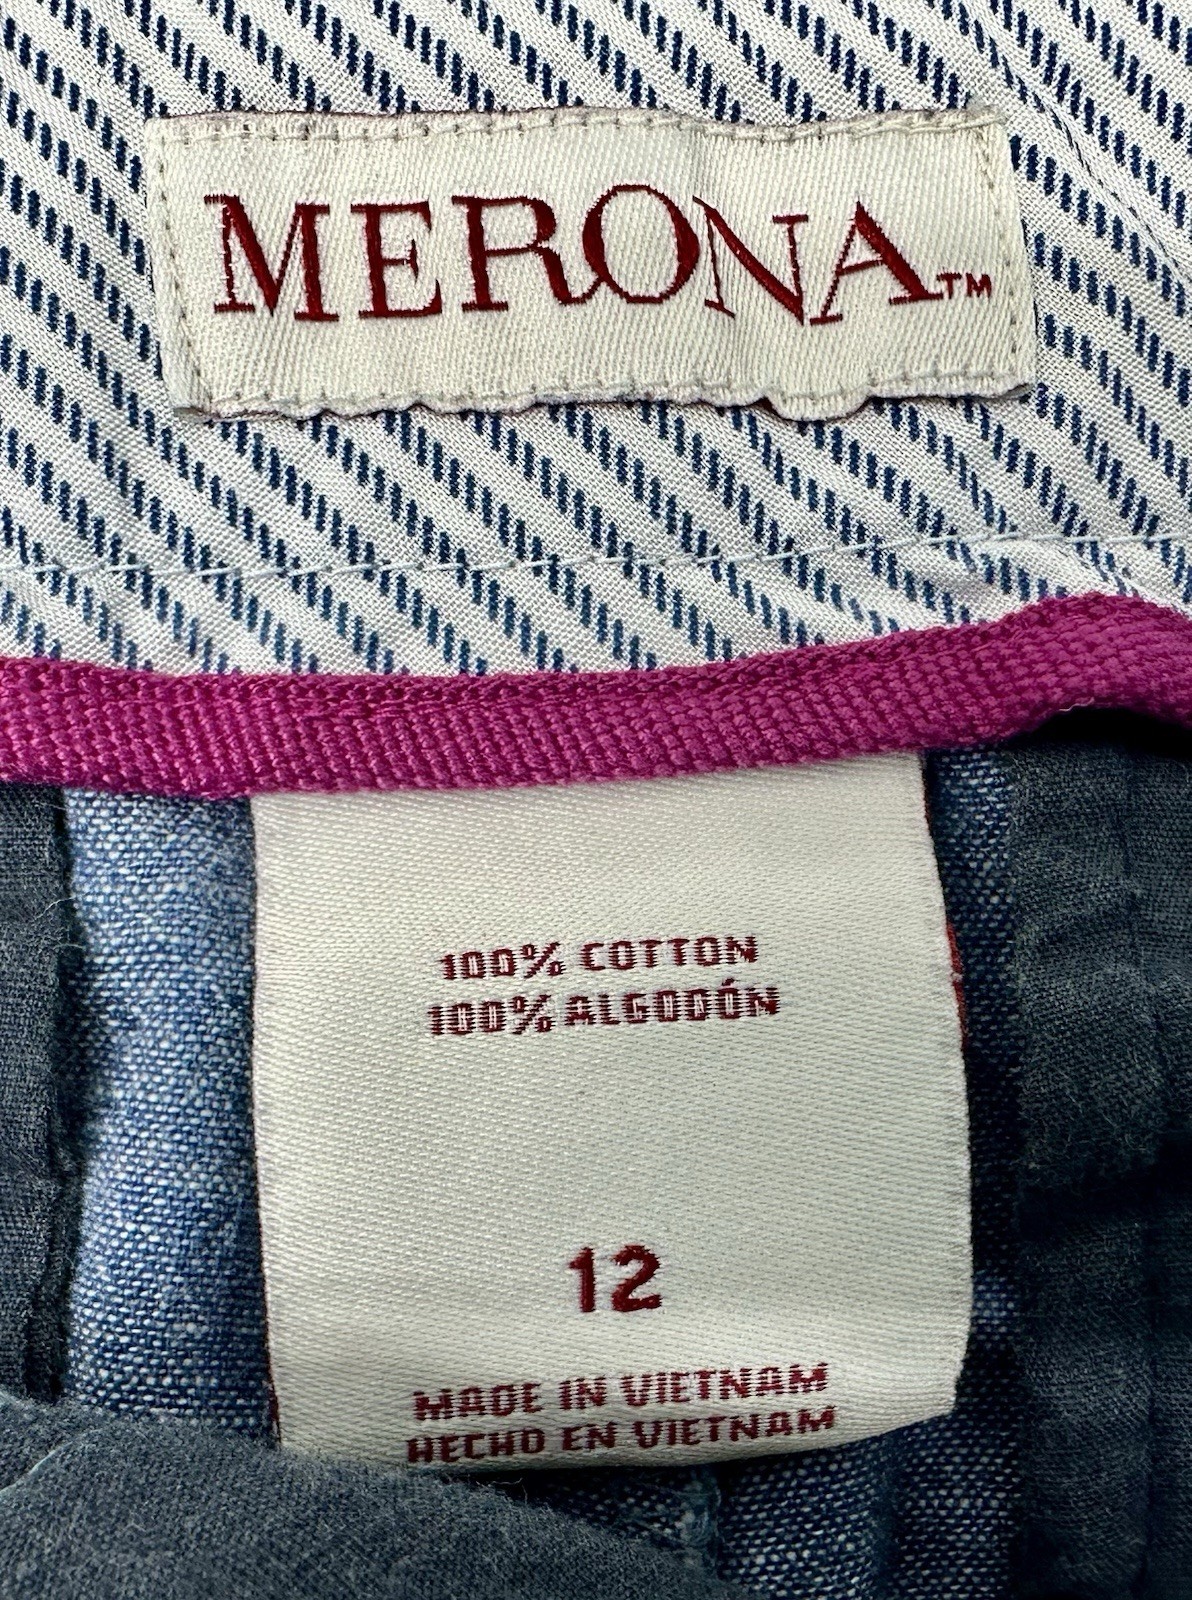 MERONA™
100% COTTON
100% ALGODÓN
12
MADE IN VIETNAM
HECHO EN VIETNAM